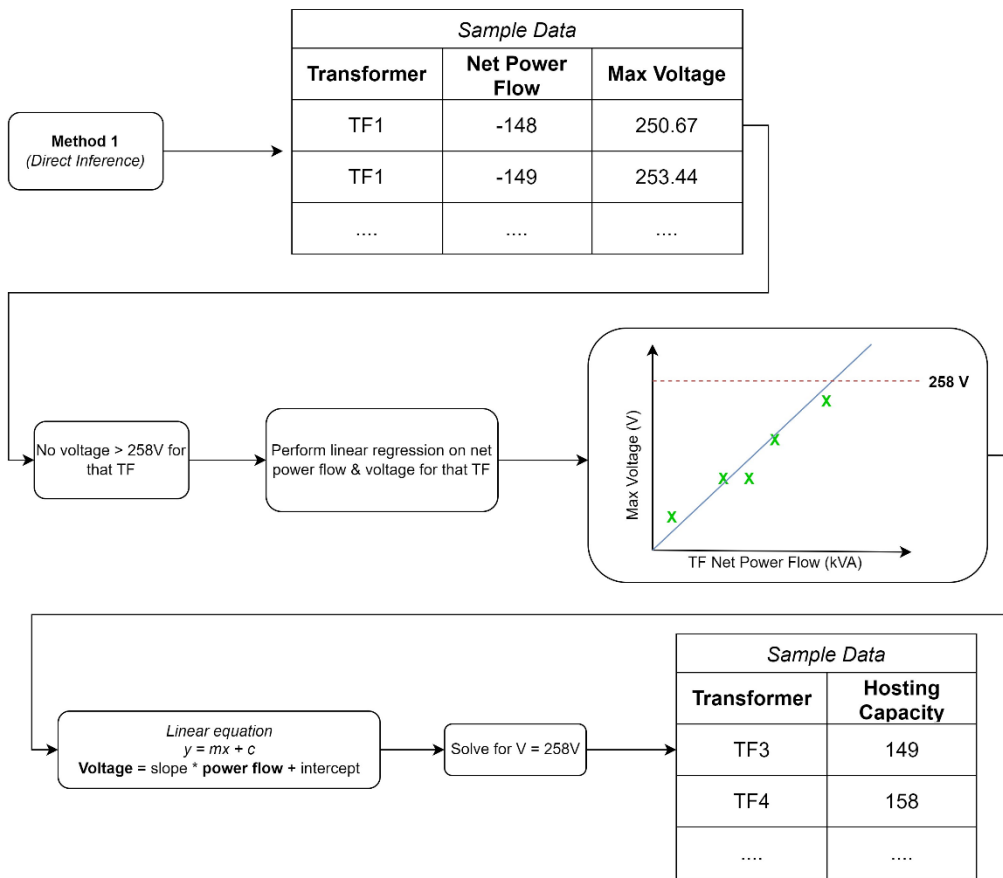 Sample Data
Transformer Net Power Flow Max Voltage
TF1 -148 250.67
TF1 -149 253.44
.... .... ....
Method 1
(Direct Inference)
No voltage > 258V for
that TF
Perform linear regression on net
power flow & voltage for that TF
258 V
Max Voltage (V)
X
X
X X
X
TF Net Power Flow (kVA)
Linear equation
y = mx + c
Voltage = slope * power flow + intercept
Solve for V = 258V
Sample Data
Transformer Hosting Capacity
TF3 149
TF4 158
.... ....